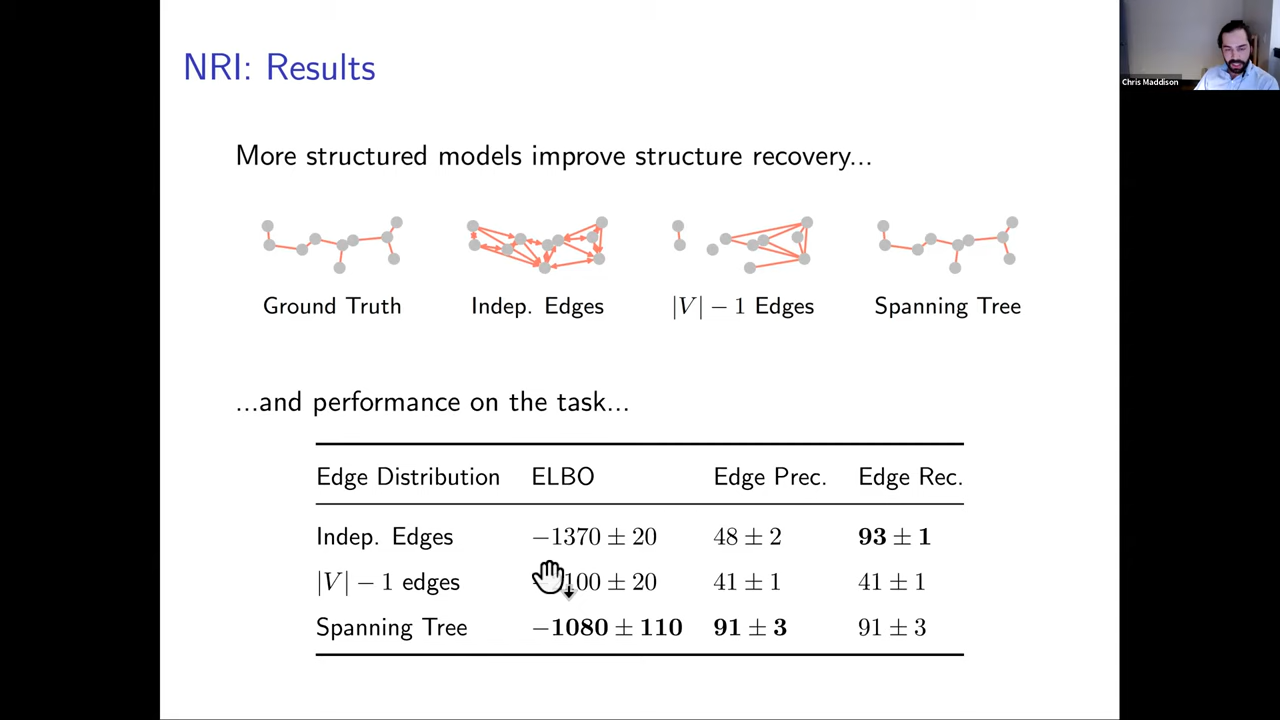 NRI: Results
Chris Maddison
More structured models improve structure recovery...
Ground Truth Indep. Edges |V| − 1 Edges Spanning Tree
...and performance on the task...
Edge Distribution ELBO Edge Prec. Edge Rec.
Indep. Edges −1370 ± 20 48 ± 2 93 ± 1
|V| − 1 edges 100 ± 20 41 ± 1 41 ± 1
Spanning Tree −1080 ± 110 91 ± 3 91 ± 3